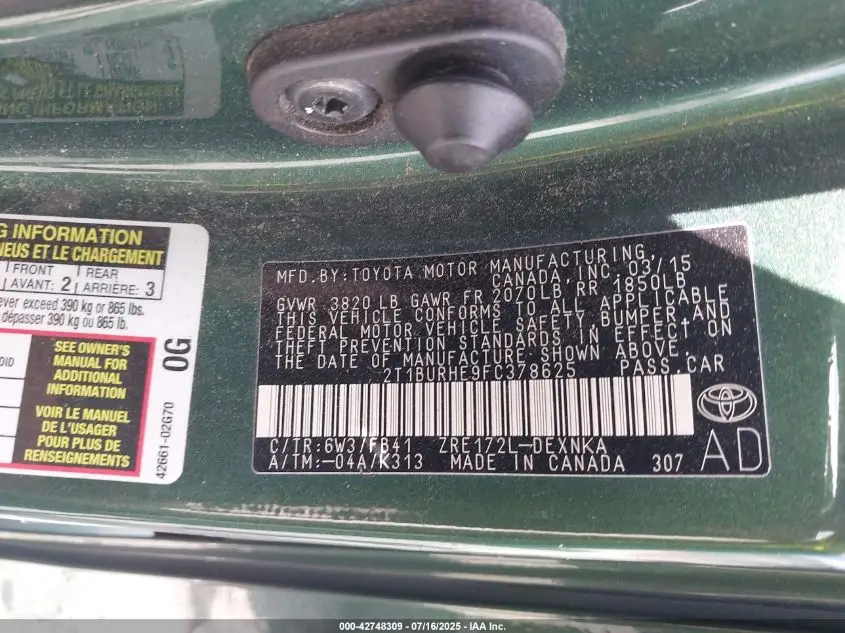 G INFORMATION
NEUS ET LE CHARGEMENT
FRONT REAR
AVANT: 2 ARRIÈRE: 3
ever exceed 390 kg or 865 lbs.
dépasser 390 kg ou 865 lb.
SEE OWNER'S
MANUAL FOR
ADDITIONAL
INFORMATION
VOIR LE MANUEL
DE L'USAGER
POUR PLUS DE
RENSEIGNEMENTS
0G
42661-02G70
MFD. BY: TOYOTA MOTOR MANUFACTURING,
CANADA, INC. 03/15
GVWR 3820 LB GAWR FR 2020LB RR 1850LB
THIS VEHICLE CONFORMS TO ALL APPLICABLE
FEDERAL MOTOR VEHICLE SAFETY, BUMPER, AND
THEFT PREVENTION STANDARDS IN EFFECT ON
THE DATE OF MANUFACTURE SHOWN ABOVE.
2T1BURHE9FC378625 PASS.CAR
C/TR:6W3/FB41 ZRE172L-DEXNKA
A/TM:-04A/K313 MADE IN CANADA 307
AD
000-42748309 - 07/16/2025 - IAA Inc.